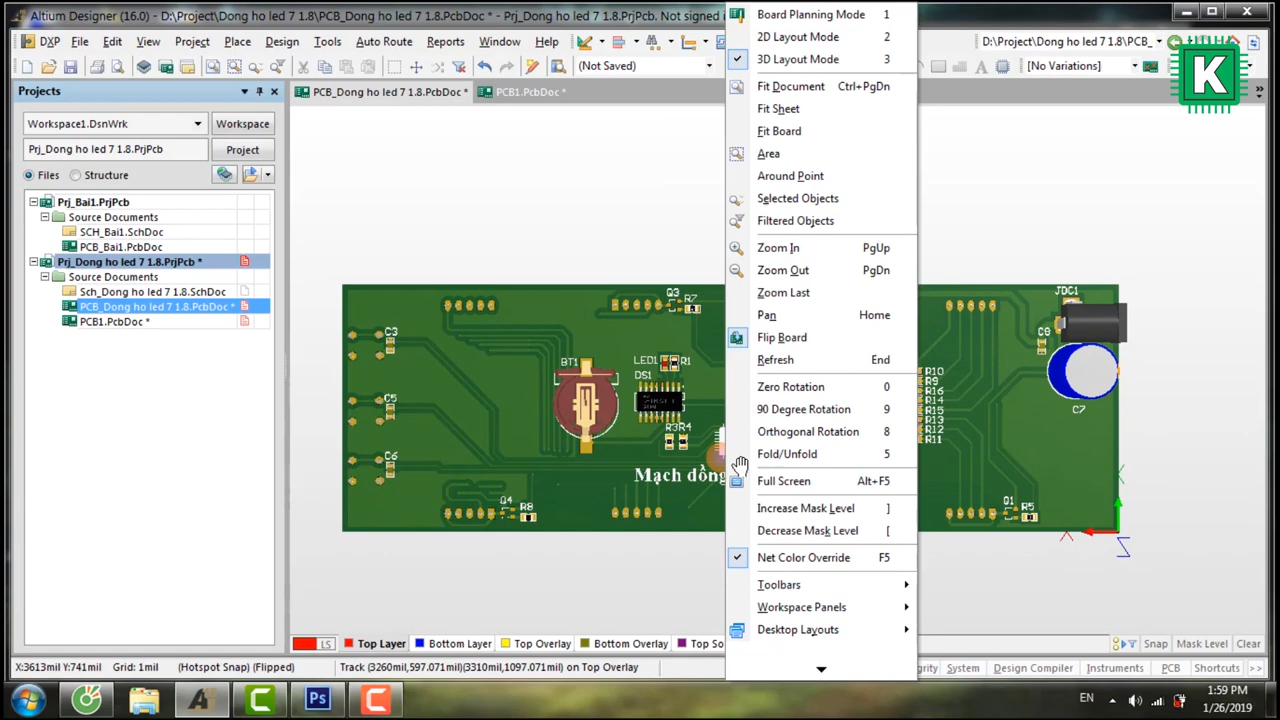 Altium Designer (16.0) - D:\Project\Dong ho led 7 1.8\PCB_Dong ho led 7 1.8.PcbDoc - Prj_Dong ho led 7 1.8.PrjPcb. Not signed i
DXP File Edit View Project Place Design Tools Auto Route Reports Window Help
D:\Project\Dong ho led 7 1.8\PCB_
(Not Saved)
[No Variations]
K
Projects
PCB_Dong ho led 7 1.8.PcbDoc *
PCB1.PcbDoc *
Workspace1.DsnWrk
Workspace
Prj_Dong ho led 7 1.8.PrjPcb
Project
Files
Structure
Prj_Bai1.PrjPcb
Source Documents
SCH_Bai1.SchDoc
PCB_Bai1.PcbDoc
Prj_Dong ho led 7 1.8.PrjPcb *
Source Documents
Sch_Dong ho led 7 1.8.SchDoc
PCB_Dong ho led 7 1.8.PcbDoc *
PCB1.PcbDoc *
Board Planning Mode 1
2D Layout Mode 2
3D Layout Mode 3
Fit Document Ctrl+PgDn
Fit Sheet
Fit Board
Area
Around Point
Selected Objects
Filtered Objects
Zoom In PgUp
Zoom Out PgDn
Zoom Last
Pan Home
Flip Board
Refresh End
Zero Rotation 0
90 Degree Rotation 9
Orthogonal Rotation 8
Fold/Unfold 5
Full Screen Alt+F5
Increase Mask Level ]
Decrease Mask Level [
Net Color Override F5
Toolbars
Workspace Panels
Desktop Layouts
Q3
R7
C3
BT1
LED1
R1
DS1
C5
R3R4
C6
Mạch đồng
Q4
R8
JDC1
C8
R10
R9
R16
R14
R15
R13
R12
R11
C7
Q1
R5
X
Y
Z
LS
Top Layer
Bottom Layer
Top Overlay
Bottom Overlay
Top So
Snap
Mask Level
Clear
X:3613mil Y:741mil Grid: 1mil (Hotspot Snap) (Flipped) Track (3260mil,597.071mil)(3310mil,1097.071mil) on Top Overlay
egrity System Design Compiler Instruments PCB Shortcuts >>
Ps
EN
1:59 PM
1/26/2019